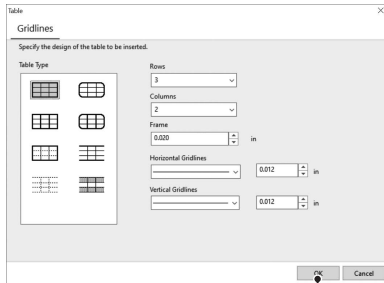 Table
Gridlines
Specify the design of the table to be inserted.
Table Type
Rows
3
Columns
2
Frame
0.020 in
Horizontal Gridlines
0.012 in
Vertical Gridlines
0.012 in
OK Cancel